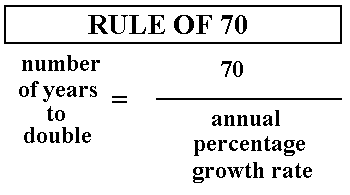 RULE OF 70
number
of years
to
double
=
70
annual
percentage
growth rate